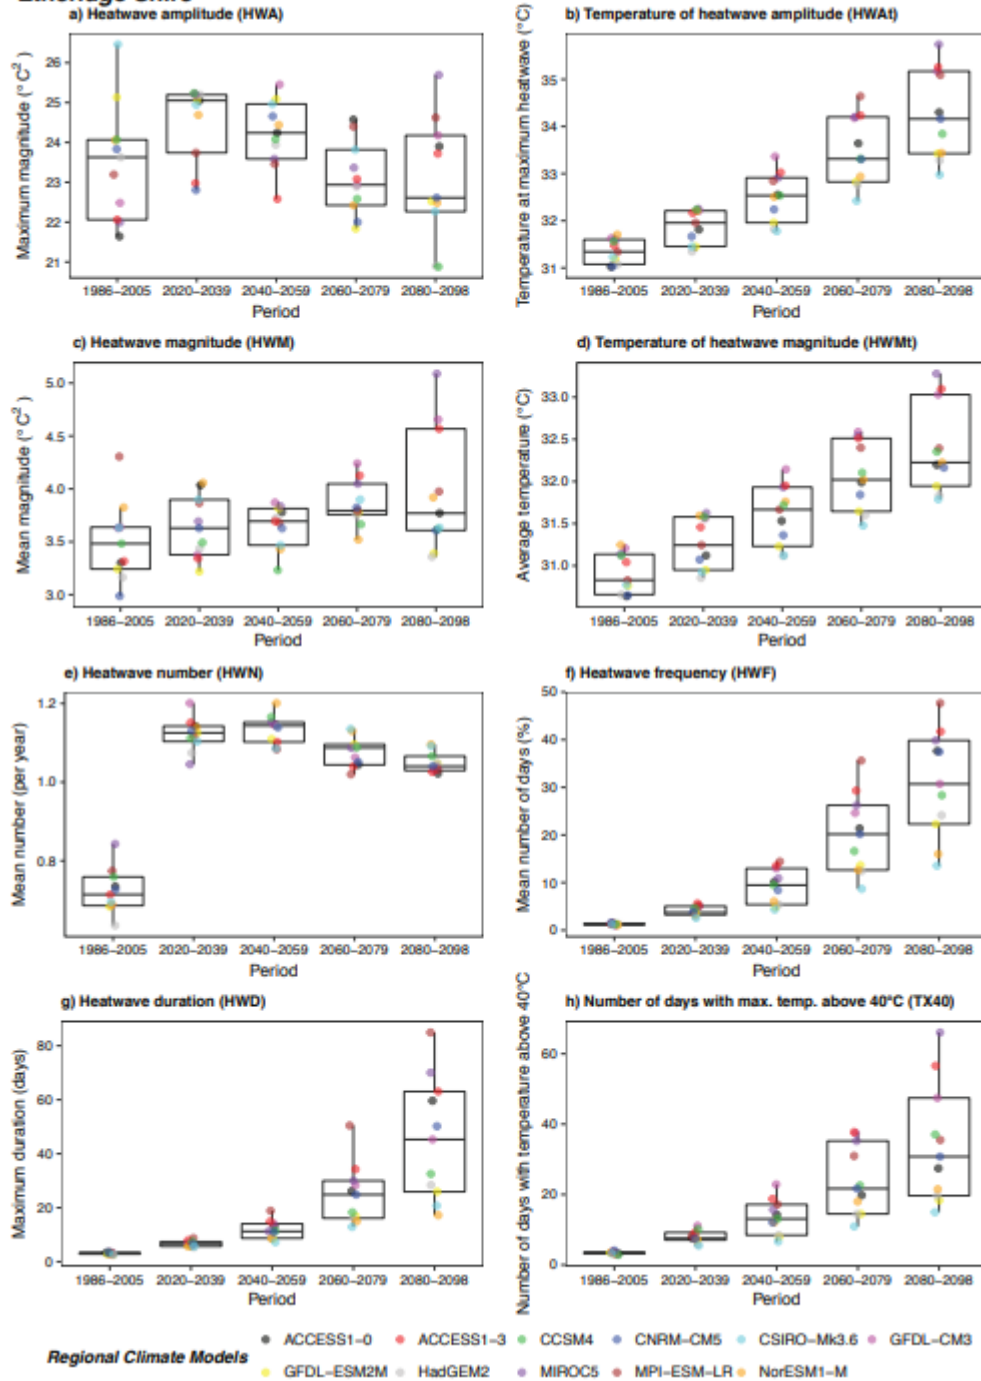 Etheridge Shire
a) Heatwave amplitude (HWA)
Maximum magnitude (°C²)
26
25
24
23
22
21
1986–2005 2020–2039 2040–2059 2060–2079 2080–2098
Period
b) Temperature of heatwave amplitude (HWAt)
Temperature at maximum heatwave (°C)
35
34
33
32
31
1986–2005 2020–2039 2040–2059 2060–2079 2080–2098
Period
c) Heatwave magnitude (HWM)
Mean magnitude (°C²)
5.0
4.5
4.0
3.5
3.0
1986–2005 2020–2039 2040–2059 2060–2079 2080–2098
Period
d) Temperature of heatwave magnitude (HWMt)
Average temperature (°C)
33.0
32.5
32.0
31.5
31.0
1986–2005 2020–2039 2040–2059 2060–2079 2080–2098
Period
e) Heatwave number (HWN)
Mean number (per year)
1.2
1.0
0.8
1986–2005 2020–2039 2040–2059 2060–2079 2080–2098
Period
f) Heatwave frequency (HWF)
Mean number of days (%)
50
40
30
20
10
0
1986–2005 2020–2039 2040–2059 2060–2079 2080–2098
Period
g) Heatwave duration (HWD)
Maximum duration (days)
80
60
40
20
0
1986–2005 2020–2039 2040–2059 2060–2079 2080–2098
Period
h) Number of days with max. temp. above 40°C (TX40)
Number of days with temperature above 40°C
60
40
20
0
1986–2005 2020–2039 2040–2059 2060–2079 2080–2098
Period
Regional Climate Models
ACCESS1−0 ACCESS1−3 CCSM4 CNRM−CM5 CSIRO−Mk3.6 GFDL−CM3
GFDL−ESM2M HadGEM2 MIROC5 MPI−ESM−LR NorESM1−M